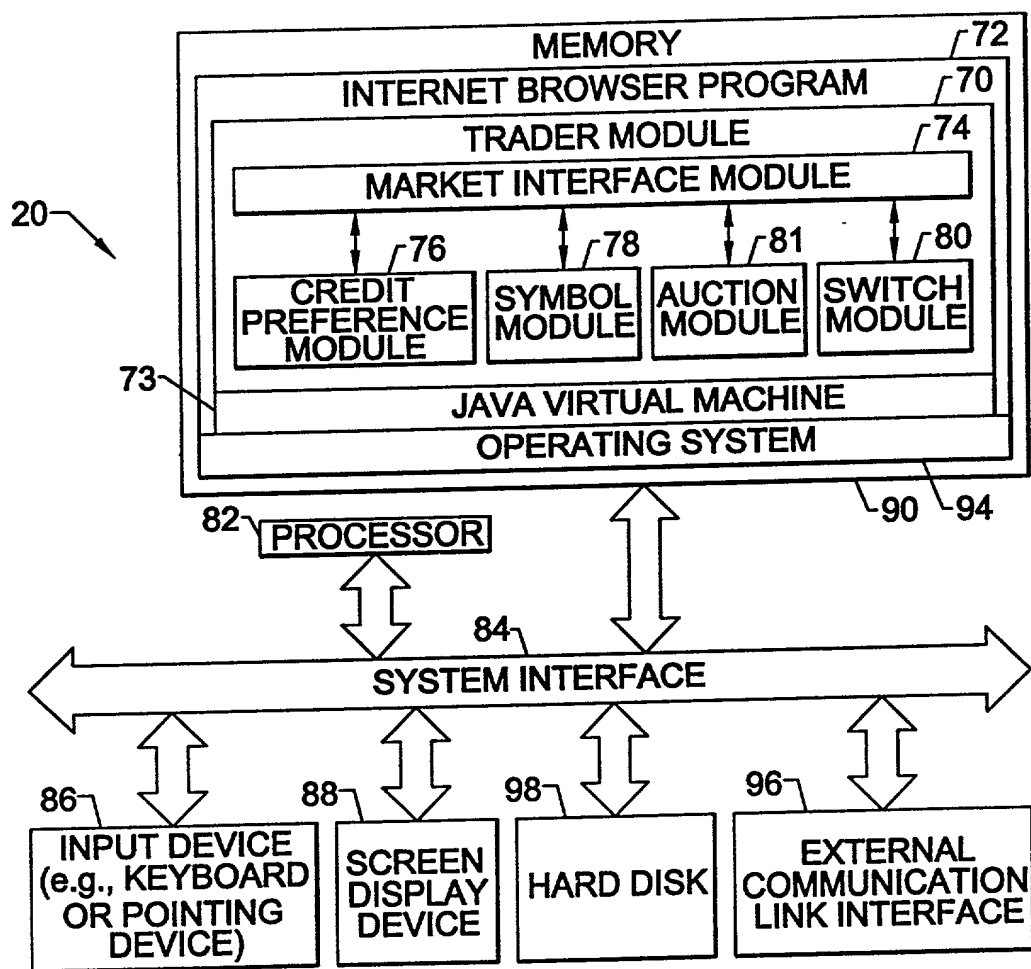 MEMORY
72
INTERNET BROWSER PROGRAM
70
TRADER MODULE
74
MARKET INTERFACE MODULE
20
76
78
81
80
CREDIT
PREFERENCE
MODULE
SYMBOL
MODULE
AUCTION
MODULE
SWITCH
MODULE
73
JAVA VIRTUAL MACHINE
OPERATING SYSTEM
90
94
82
PROCESSOR
84
SYSTEM INTERFACE
86
88
98
96
INPUT DEVICE
(e.g., KEYBOARD
OR POINTING
DEVICE)
SCREEN
DISPLAY
DEVICE
HARD DISK
EXTERNAL
COMMUNICATION
LINK INTERFACE